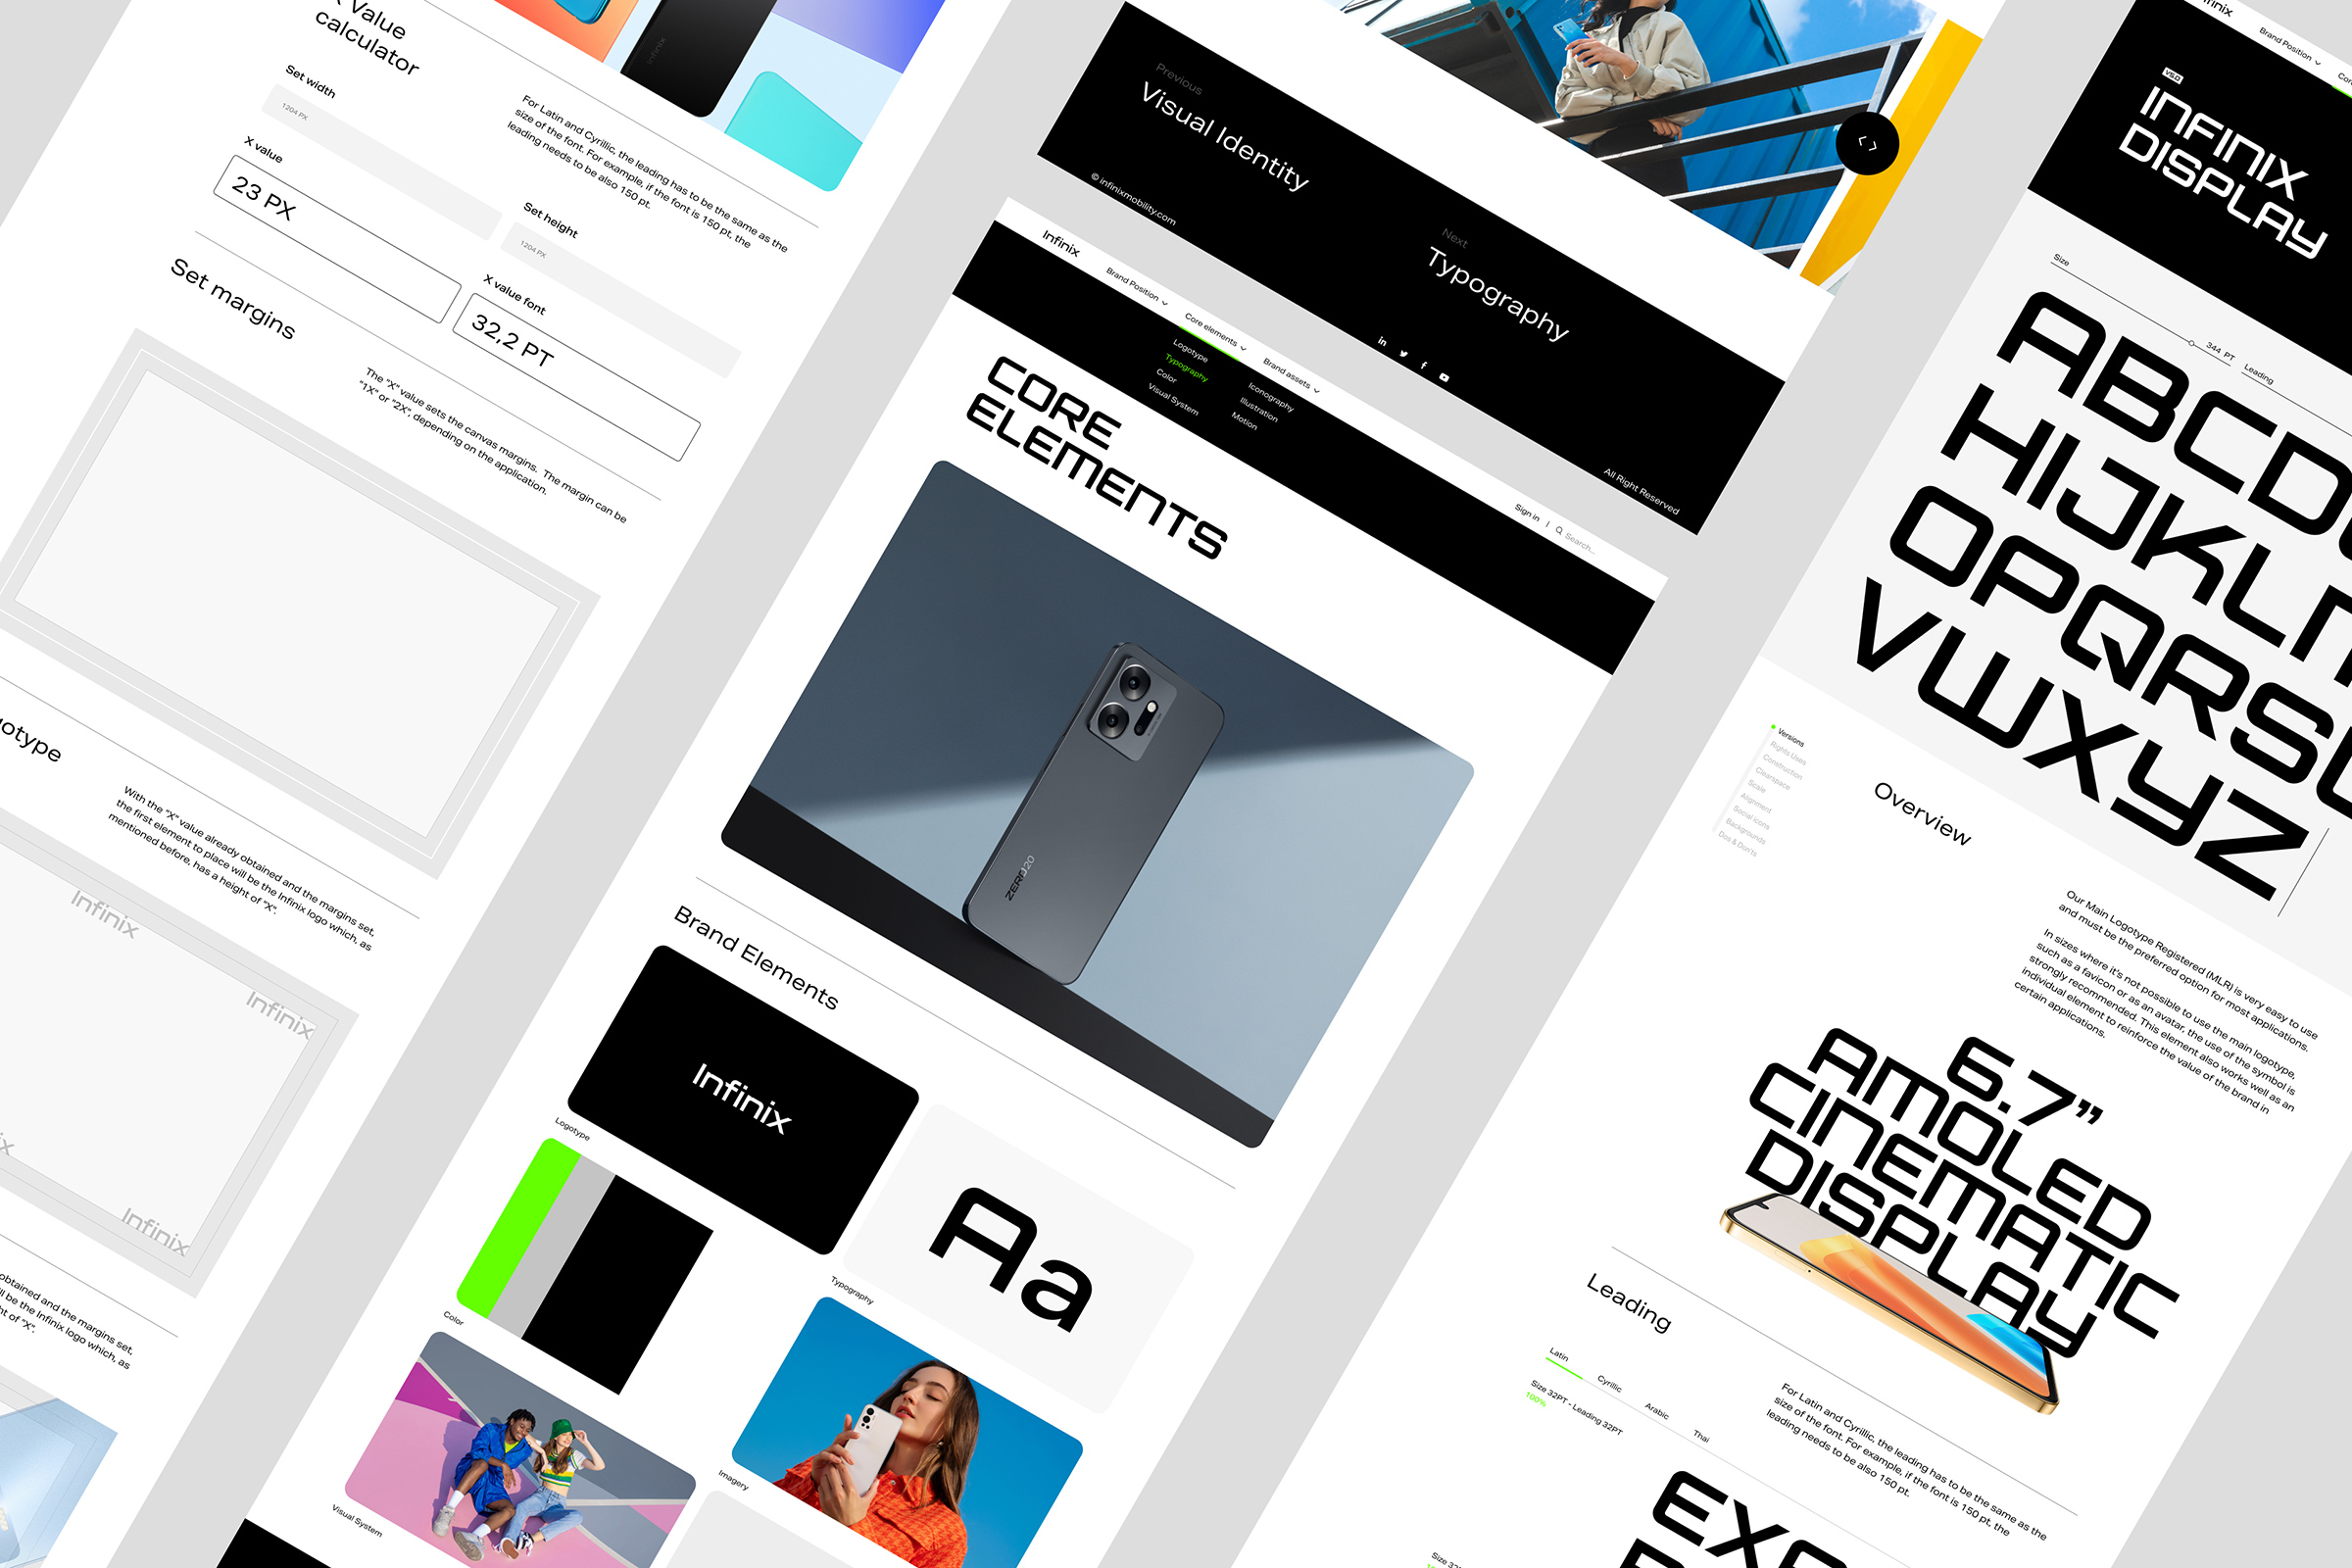 Value
calculator
Set width
1204 PX
X value
23 PX
For Latin and Cyrillic, the leading has to be the same as the
size of the font. For example, if the font is 150 pt, the
leading needs to be also 150 pt.
Set height
1204 PX
X value font
32,2 PT
Set margins
The "X" value sets the canvas margins. The margin can be
"1X" or "2X", depending on the application.
With the "X" value already obtained and the margins set,
the first element to place will be the Infinix logo which, as
mentioned before, has a height of "X".
Infinix
Infinix
Infinix
obtained and the margins set,
be the Infinix logo which, as
of "X".
Infinix
Previous
Visual Identity
Next
Typography
© infinixmobility.com
in
All Right Reserved
Infinix
Brand Position
Core elements
Brand assets
Sign in | Search...
Logotype
Typography
Color
Visual System
Iconography
Illustration
Motion
CORE
ELEMENTS
ZERO20
Brand Elements
Infinix
Logotype
Aa
Typography
Color
Imagery
Visual System
Brand Position
VSG
INFINIX
DISPLAY
Size
344 PT
Leading
ABCD
HIJKL
OPQRS
VWXYZ
Versions
Rights Uses
Construction
Clearspace
Scale
Alignment
Social icons
Backgrounds
Dos & Don'ts
Overview
Our Main Logotype Registered (MLR) is very easy to use
and must be the preferred option for most applications.
In sizes where it's not possible to use the main logotype,
such as a favicon or as an avatar, the use of the symbol is
strongly recommended. This element also works well as an
individual element to reinforce the value of the brand in
certain applications.
6.7”
AMOLED
CINEMATIC
DISPLAY
Leading
Latin
Cyrillic
Arabic
Thai
Size 32PT - Leading 32PT
100%
For Latin and Cyrillic, the leading has to be the same as the
size of the font. For example, if the font is 150 pt, the
leading needs to be also 150 pt.
EXC